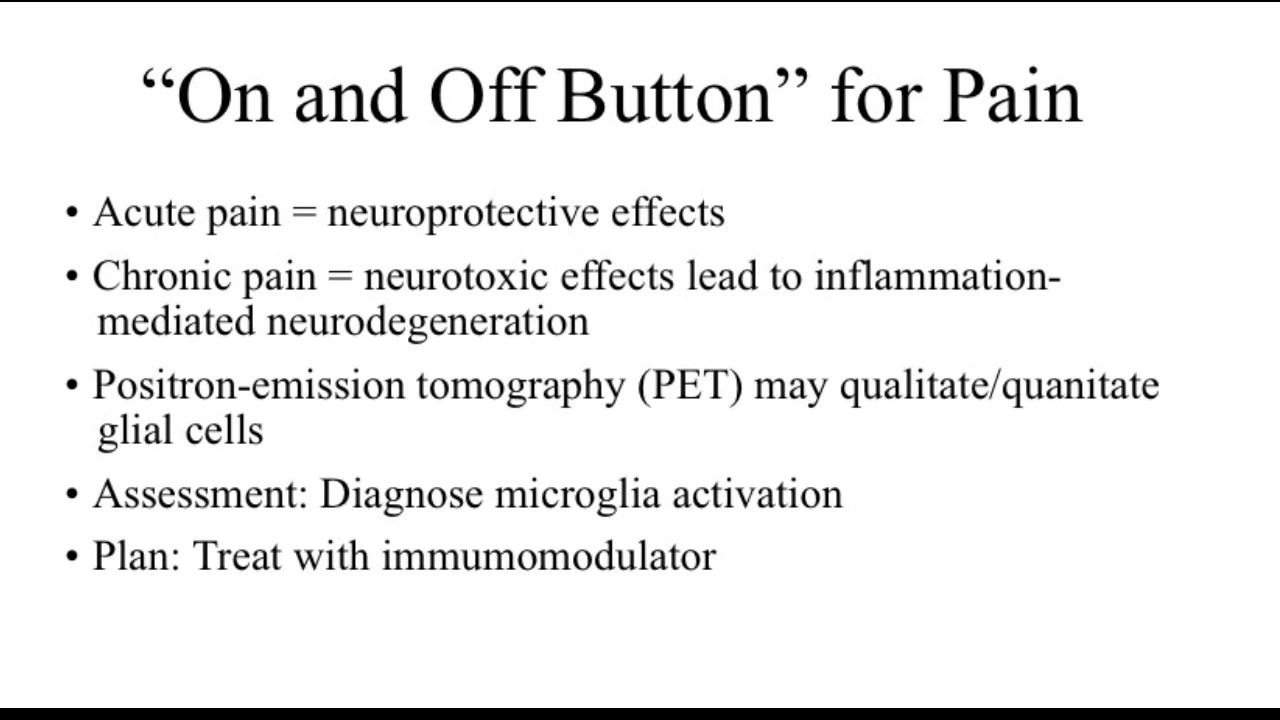 “On and Off Button” for Pain
• Acute pain = neuroprotective effects
• Chronic pain = neurotoxic effects lead to inflammation-
mediated neurodegeneration
• Positron-emission tomography (PET) may qualitate/quanitate
glial cells
• Assessment: Diagnose microglia activation
• Plan: Treat with immumomodulator